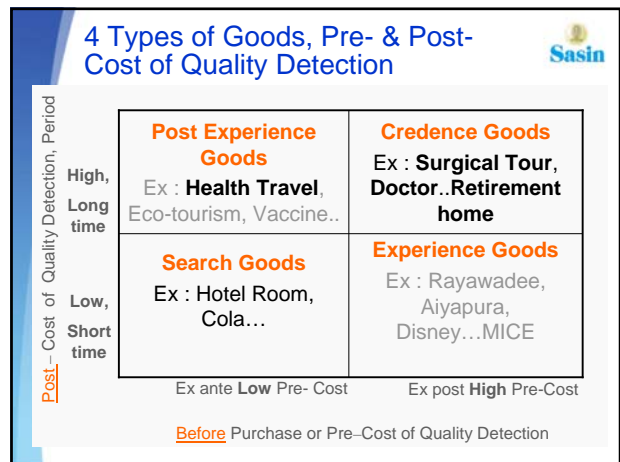 4 Types of Goods, Pre- & Post-
Cost of Quality Detection
Sasin
Post – Cost of Quality Detection, Period
High,
Long
time
Post Experience
Goods
Ex : Health Travel,
Eco-tourism, Vaccine..
Credence Goods
Ex : Surgical Tour,
Doctor..Retirement
home
Low,
Short
time
Search Goods
Ex : Hotel Room,
Cola…
Experience Goods
Ex : Rayawadee,
Aiyapura,
Disney…MICE
Ex ante Low Pre- Cost
Ex post High Pre-Cost
Before Purchase or Pre–Cost of Quality Detection